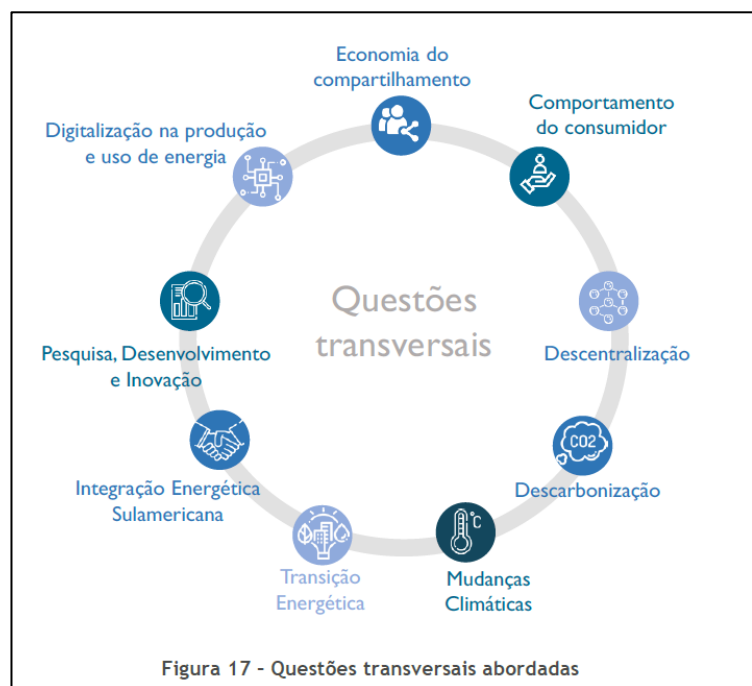 Economia do
compartilhamento
Comportamento
do consumidor
Digitalização na produção
e uso de energia
Questões
transversais
Descentralização
Pesquisa, Desenvolvimento
e Inovação
CO2
Descarbonização
Integração Energética
Sulamericana
°C
Mudanças
Climáticas
Transição
Energética
Figura 17 - Questões transversais abordadas